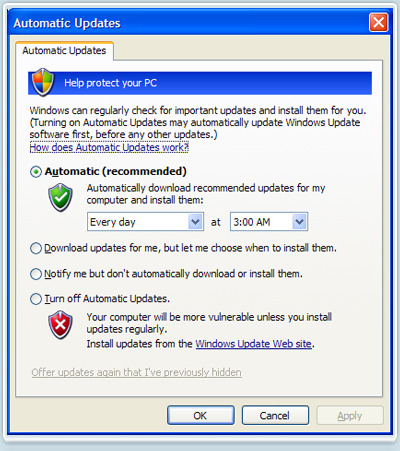 Automatic Updates
Automatic Updates
Help protect your PC
Windows can regularly check for important updates and install them for you.
(Turning on Automatic Updates may automatically update Windows Update
software first, before any other updates.)
How does Automatic Updates work?
Automatic (recommended)
Automatically download recommended updates for my
computer and install them:
Every day at 3:00 AM
Download updates for me, but let me choose when to install them.
Notify me but don't automatically download or install them.
Turn off Automatic Updates.
Your computer will be more vulnerable unless you install
updates regularly.
Install updates from the Windows Update Web site.
Offer updates again that I've previously hidden
OK Cancel Apply